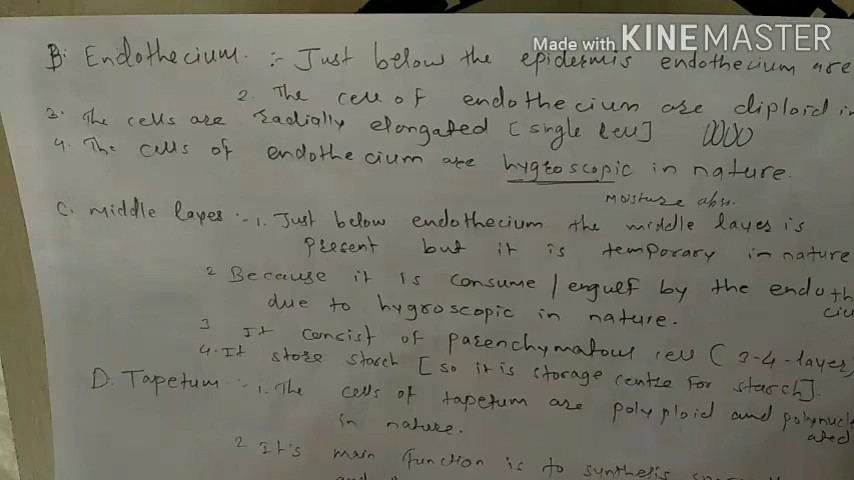 Made with KINEMASTER
B: Endothecium :- Just below the epidermis endothecium are
2. The cell of endothecium are diploid in
3. The cells are radially elongated [single cell]
4. The cells of endothecium are hygroscopic in nature.
moisture abs.
C. middle layer :- 1. Just below endothecium the middle layer is
present but it is temporary in nature
2 Because it is consume / engulf by the endoth
ciu
due to hygroscopic in nature.
3 It consist of parenchymatous cell ( 3-4-layer)
4. It store starch [so it is storage centre for starch].
D. Tapetum :- 1. The cells of tapetum are polyploid and polynucle
ated
in nature.
2 It's main function is to synthesis